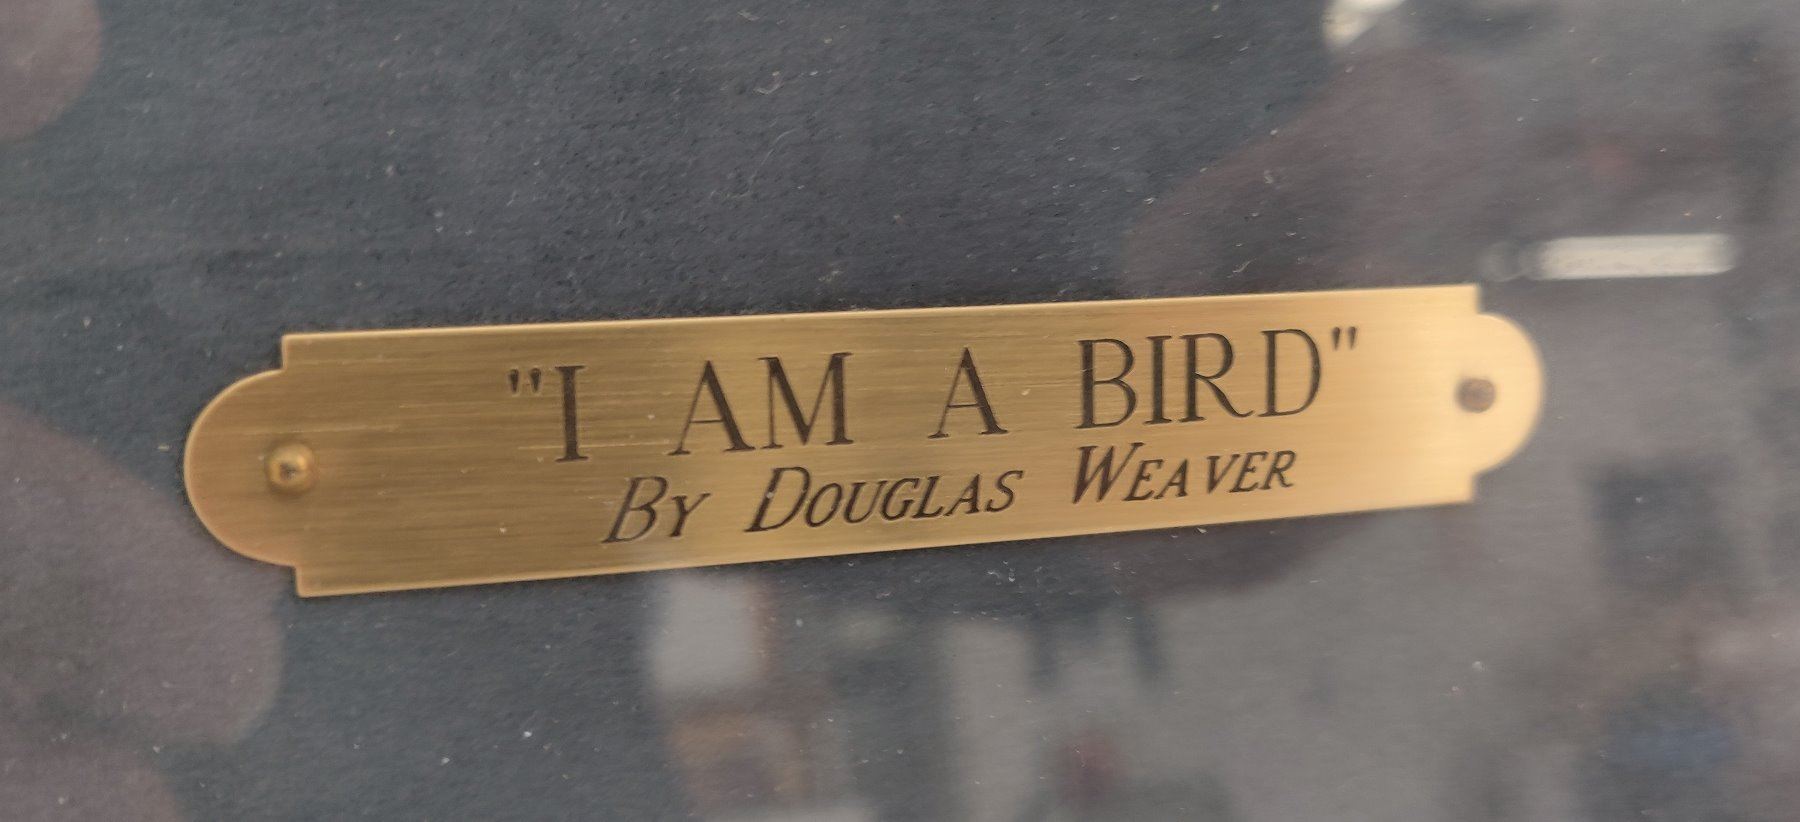 "I AM A BIRD"
BY DOUGLAS WEAVER